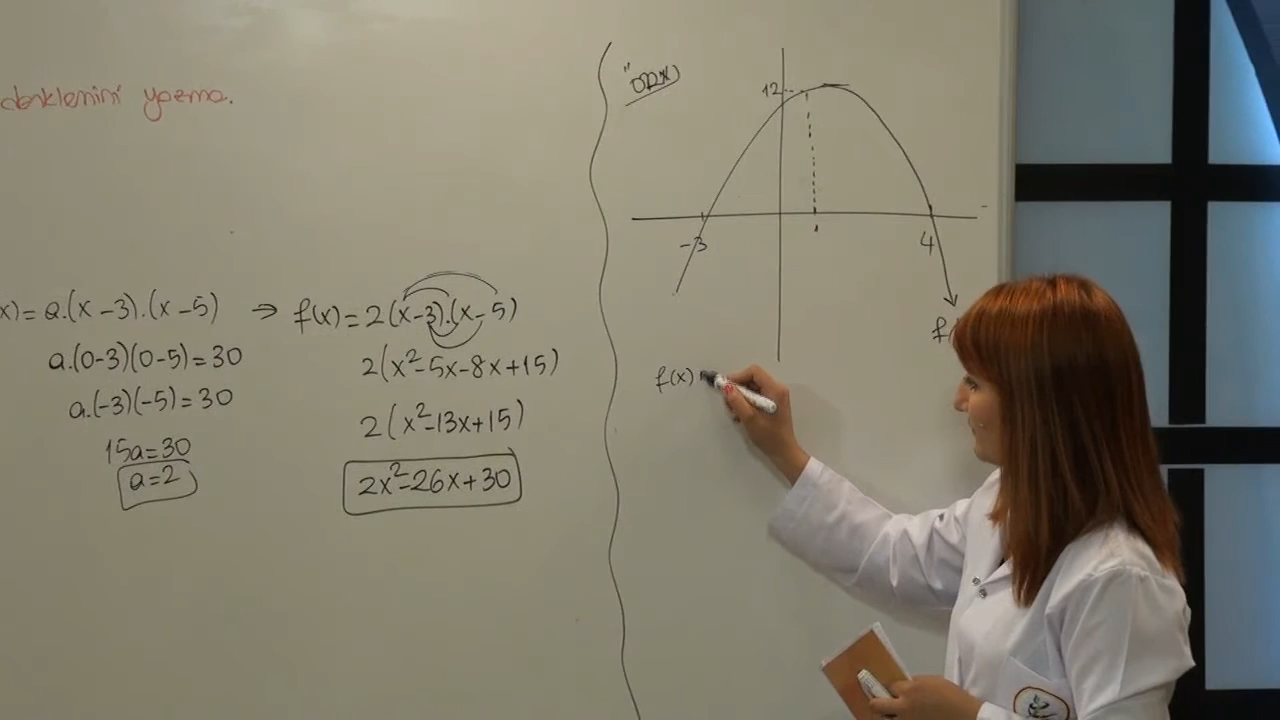 denklemini yazma.
x)=a.(x-3).(x-5) ⇒ f(x)=2(x-3).(x-5)
a.(0-3)(0-5)=30
2(x²-5x-8x+15)
a.(-3)(-5)=30
2(x²-13x+15)
15a=30
a=2
2x²-26x+30
12
-3
1
4
f(
f(x)